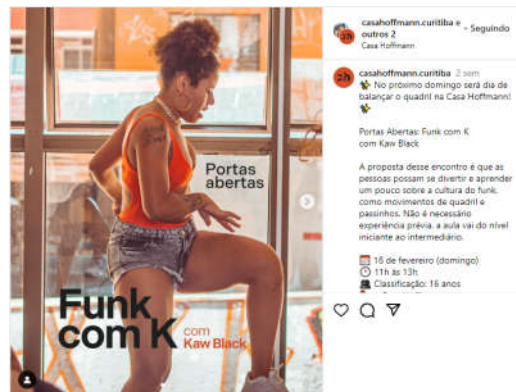 Portas
abertas
Funk
com K
com
Kaw Black
casahoffmann.curitiba e
outros 2
• Seguindo
Casa Hoffmann
casahoffmann.curitiba 2 sem
No próximo domingo será dia de
balançar o quadril na Casa Hoffmann!
Portas Abertas: Funk com K
com Kaw Black
A proposta desse encontro é que as
pessoas possam se divertir e aprender
um pouco sobre a cultura do funk,
como movimentos de quadril e
passinhos. Não é necessário
experiência prévia, a aula vai do nível
iniciante ao intermediário.
18 de fevereiro (domingo)
11h às 13h
Classificação: 16 anos